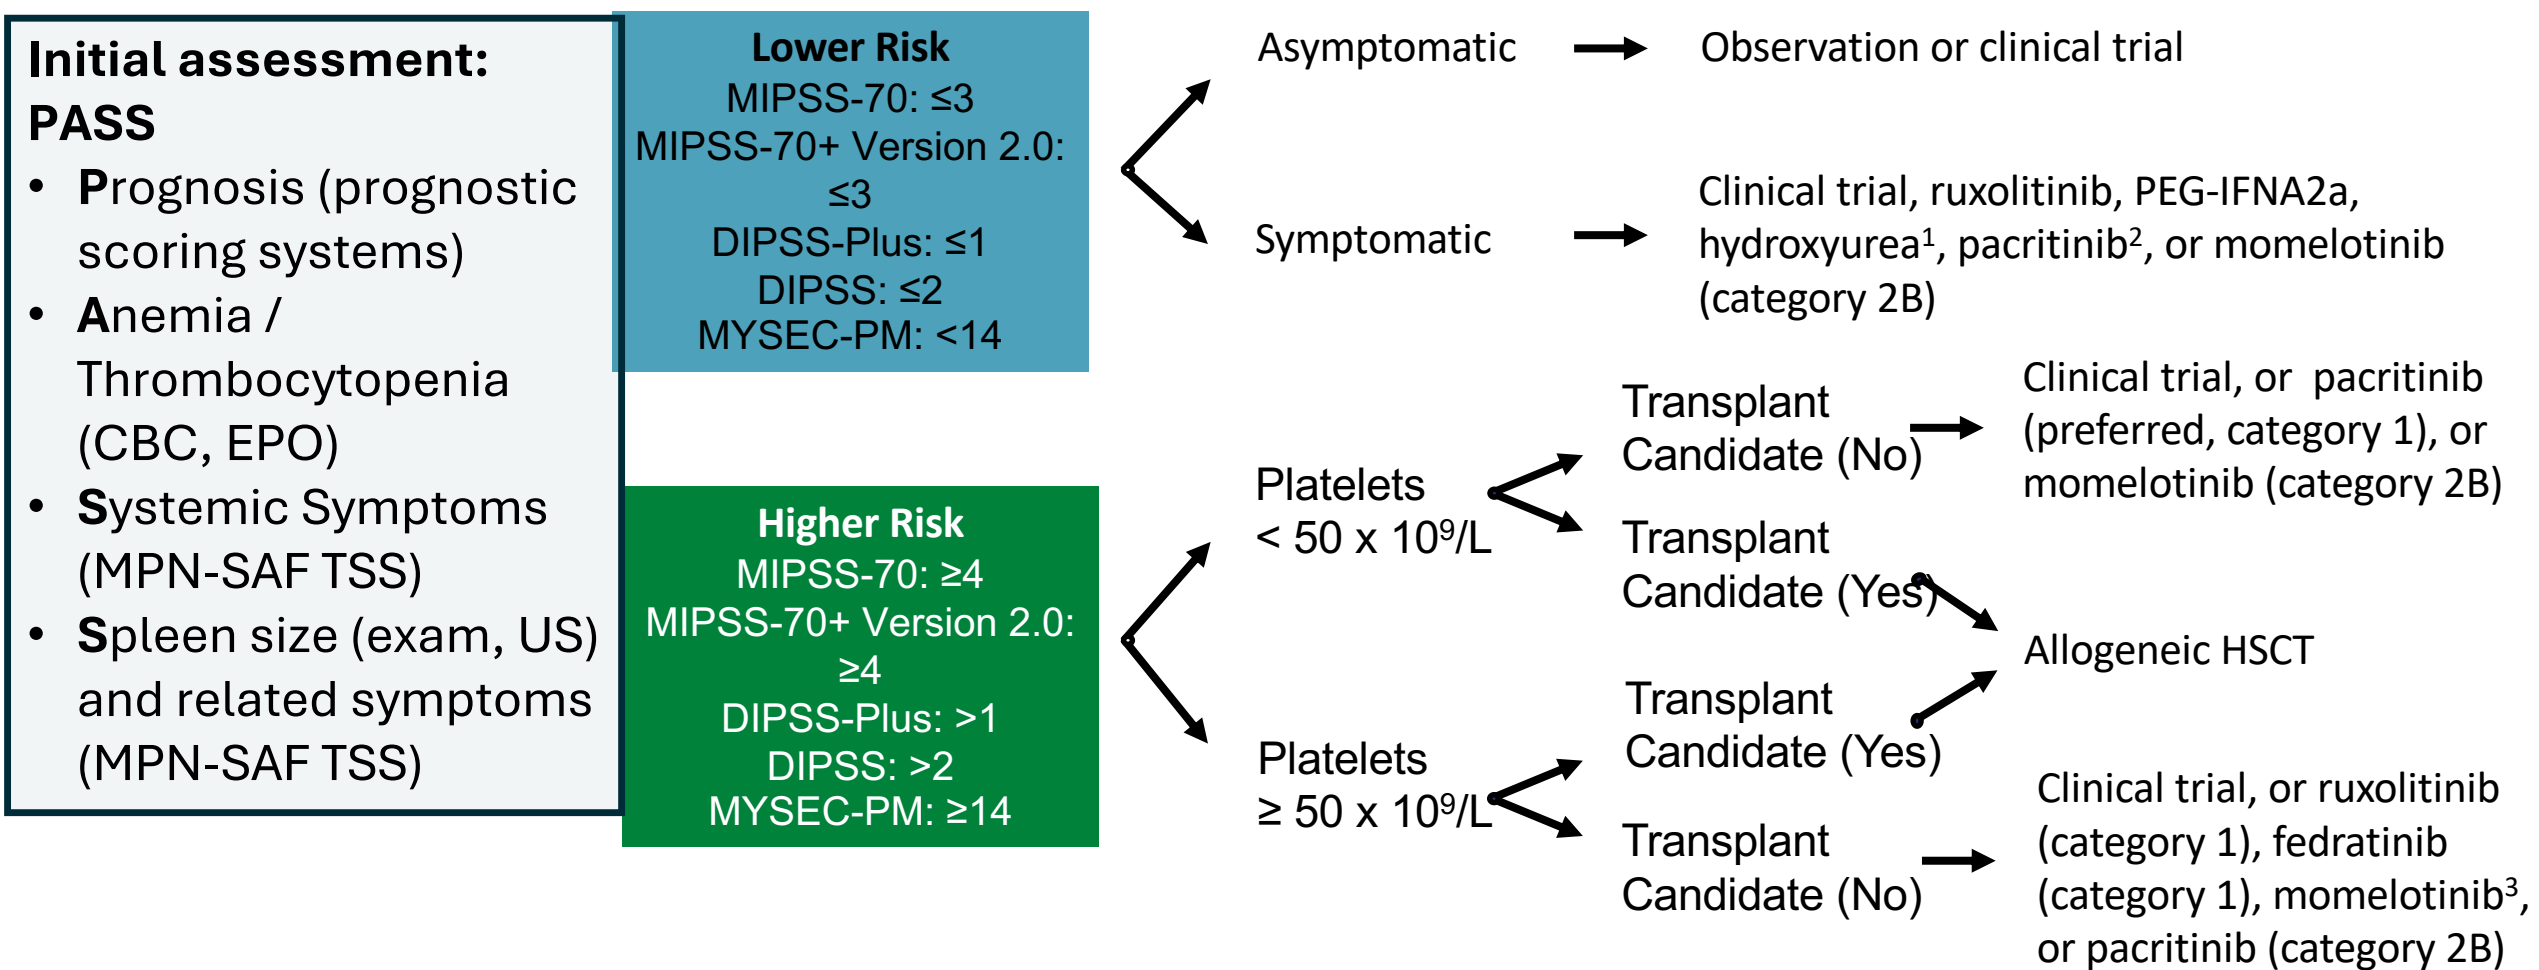 Initial assessment:
PASS
• Prognosis (prognostic
scoring systems)
• Anemia /
Thrombocytopenia
(CBC, EPO)
• Systemic Symptoms
(MPN-SAF TSS)
• Spleen size (exam, US)
and related symptoms
(MPN-SAF TSS)
Lower Risk
MIPSS-70: ≤3
MIPSS-70+ Version 2.0:
≤3
DIPSS-Plus: ≤1
DIPSS: ≤2
MYSEC-PM: <14
Asymptomatic
Observation or clinical trial
Symptomatic
Clinical trial, ruxolitinib, PEG-IFNA2a,
hydroxyurea¹, pacritinib², or momelotinib
(category 2B)
Higher Risk
MIPSS-70: ≥4
MIPSS-70+ Version 2.0:
≥4
DIPSS-Plus: >1
DIPSS: >2
MYSEC-PM: ≥14
Platelets
< 50 x 10⁹/L
Transplant
Candidate (No)
Clinical trial, or pacritinib
(preferred, category 1), or
momelotinib (category 2B)
Transplant
Candidate (Yes)
Allogeneic HSCT
Platelets
≥ 50 x 10⁹/L
Transplant
Candidate (Yes)
Transplant
Candidate (No)
Clinical trial, or ruxolitinib
(category 1), fedratinib
(category 1), momelotinib³,
or pacritinib (category 2B)